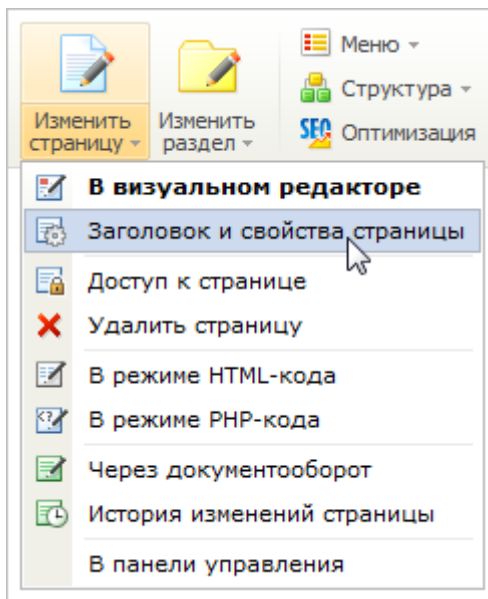 Меню
Структура
SEO Оптимизация
Изменить
страницу
Изменить
раздел
В визуальном редакторе
Заголовок и свойства страницы
Доступ к странице
Удалить страницу
В режиме HTML-кода
В режиме PHP-кода
Через документооборот
История изменений страницы
В панели управления